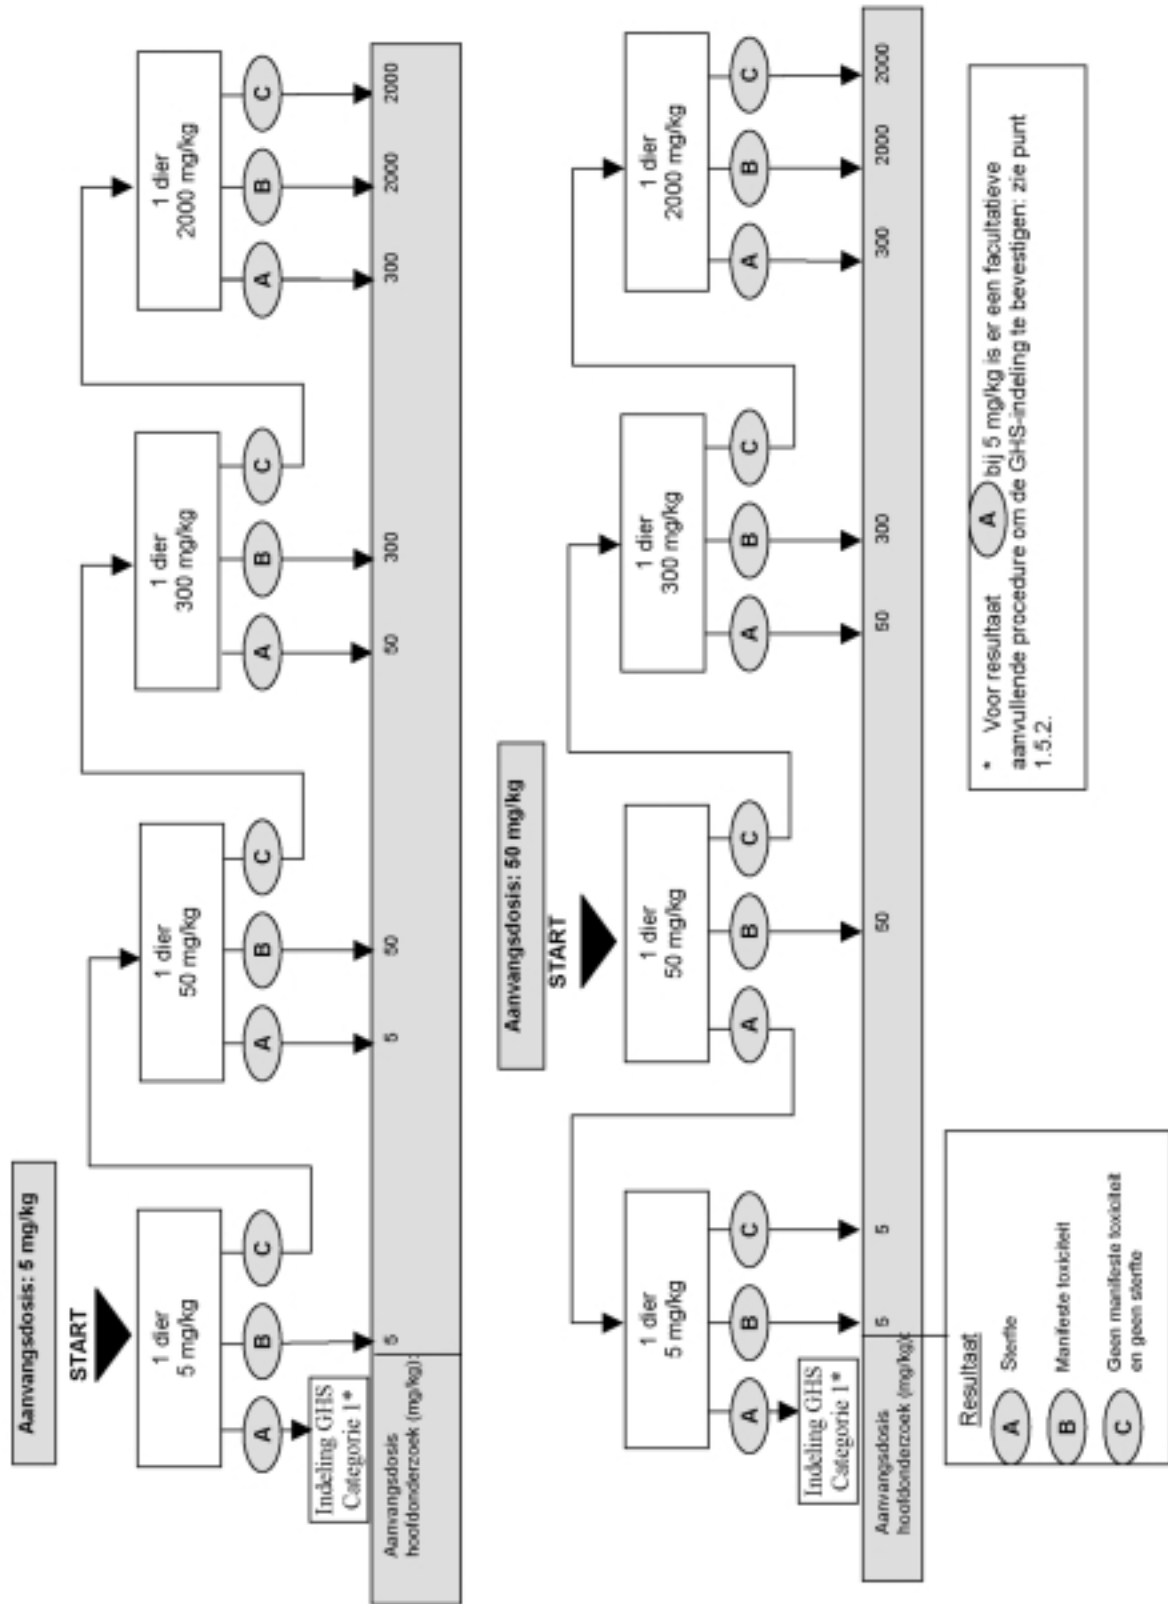 Aanvangsdosis: 5 mg/kg
START
1 dier
5 mg/kg
1 dier
50 mg/kg
1 dier
300 mg/kg
1 dier
2000 mg/kg
A
B
C
A
B
C
A
B
C
A
B
C
Indeling GHS
Categorie 1*
Aanvangsdosis
hoofdonderzoek (mg/kg):
5
5
50
50
300
300
2000
2000
Aanvangsdosis: 50 mg/kg
START
1 dier
5 mg/kg
1 dier
50 mg/kg
1 dier
300 mg/kg
1 dier
2000 mg/kg
A
B
C
A
B
C
A
B
C
A
B
C
Indeling GHS
Categorie 1*
Aanvangsdosis
hoofdonderzoek (mg/kg):
5
5
50
50
300
300
2000
2000
Resultaat
A Sterfte
B Manifeste toxiciteit
C Geen manifeste toxiciteit
en geen sterfte
* Voor resultaat A bij 5 mg/kg is er een facultatieve
aanvullende procedure om de GHS-indeling te bevestigen: zie punt
1.5.2.